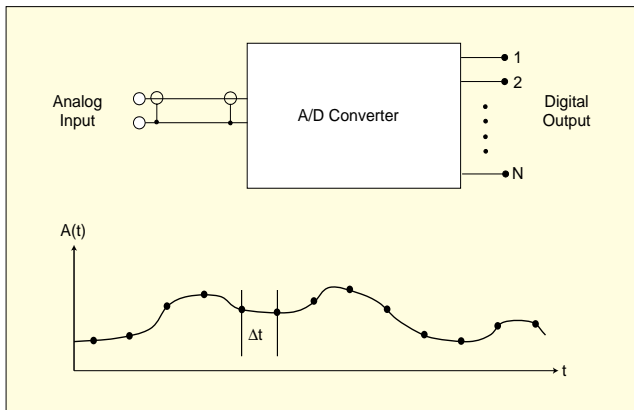 Analog
Input
A/D Converter
1
2
N
Digital
Output
A(t)
Δt
t